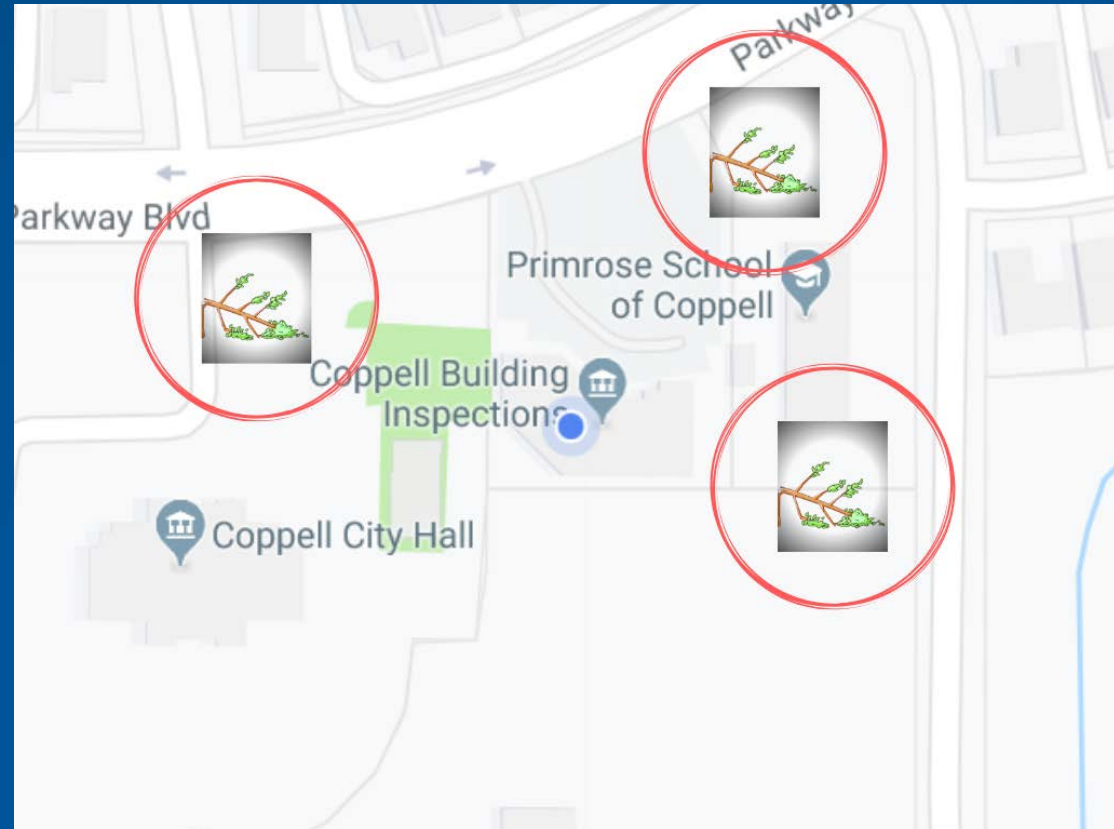 Parkway
Parkway Blvd
Primrose School
of Coppell
Coppell Building
Inspections
Coppell City Hall